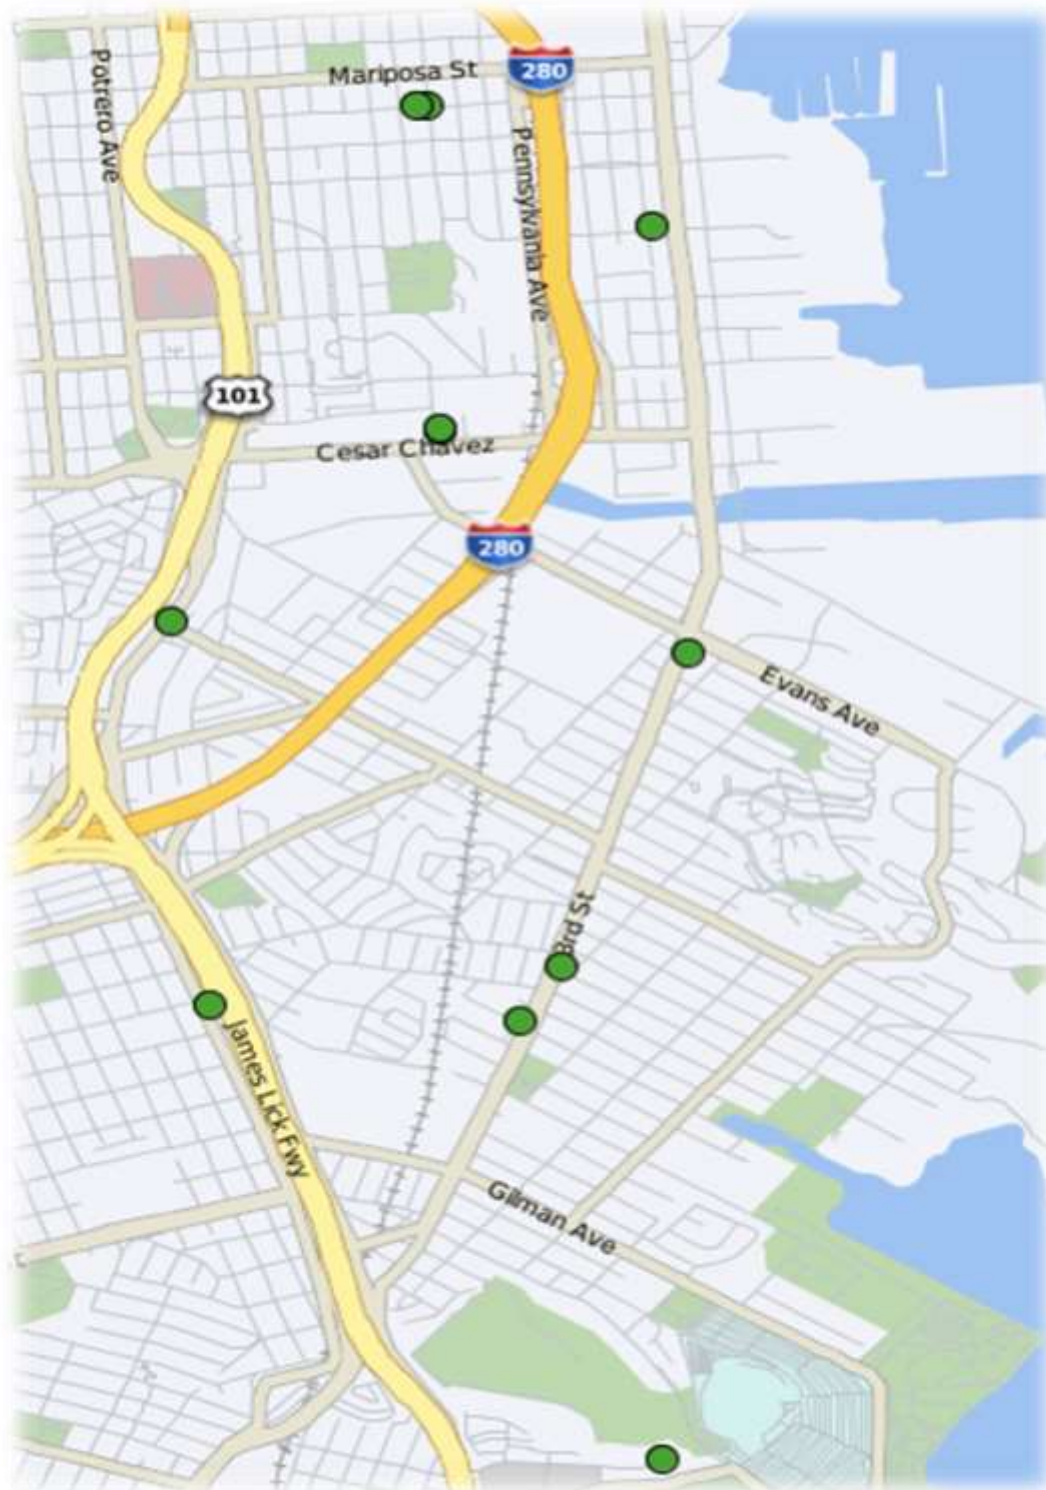 Potrero Ave
Mariposa St
280
Pennsylvania Ave
101
Cesar Chavez
280
Evans Ave
3rd St
James Lick Fwy
Gilman Ave